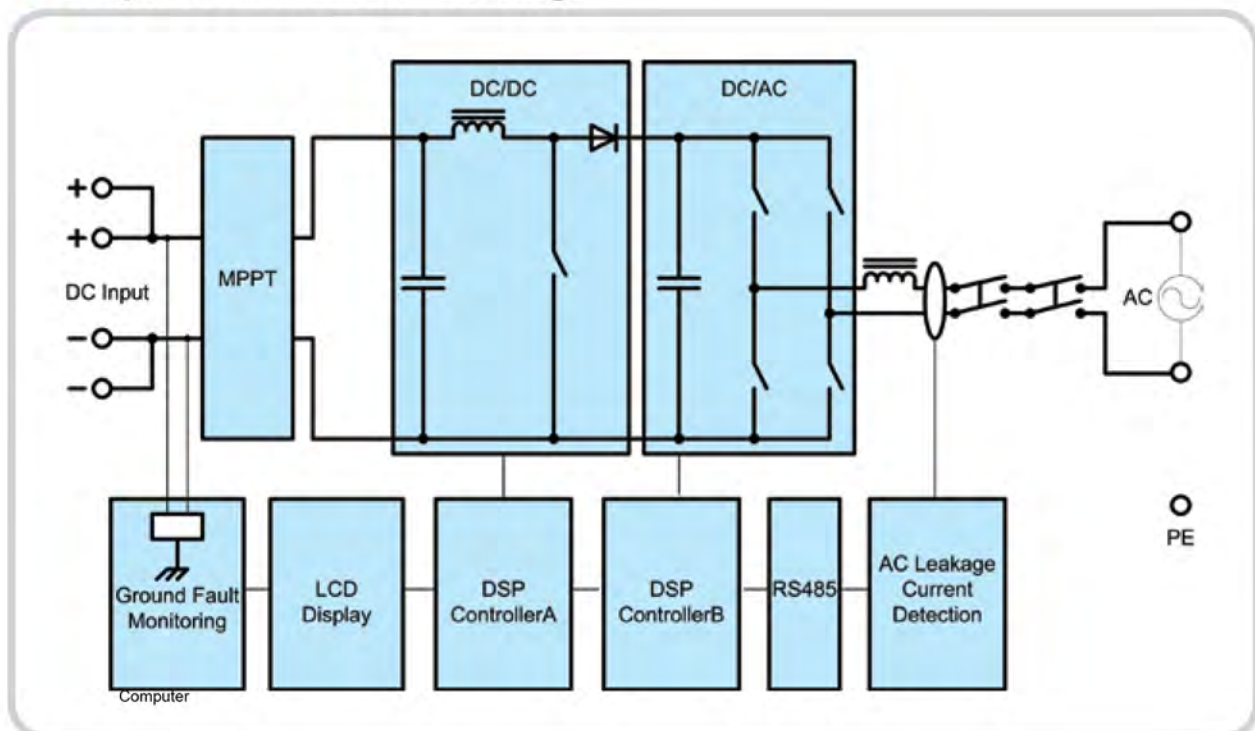 DC/DC
DC/AC
+
+
DC Input
−
−
MPPT
AC
PE
Ground Fault
Monitoring
Computer
LCD
Display
DSP
ControllerA
DSP
ControllerB
RS485
AC Leakage
Current
Detection